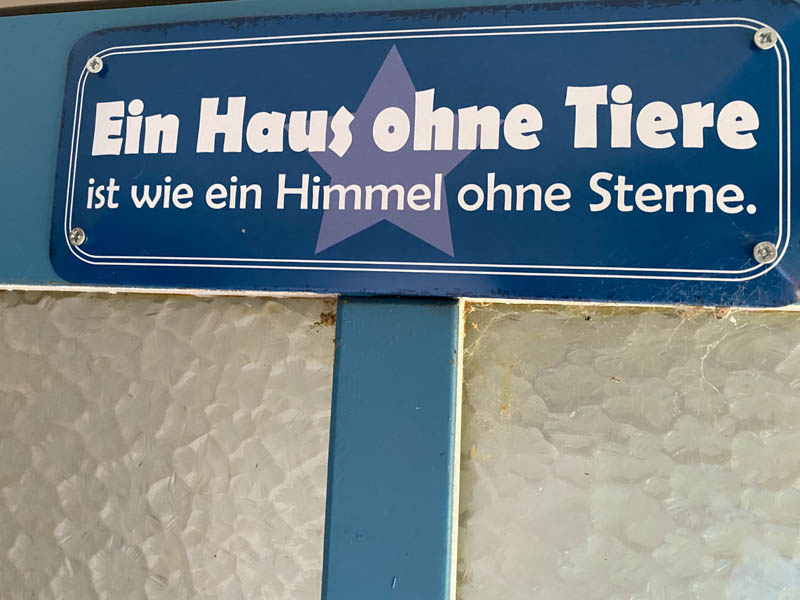 Ein Haus ohne Tiere
ist wie ein Himmel ohne Sterne.